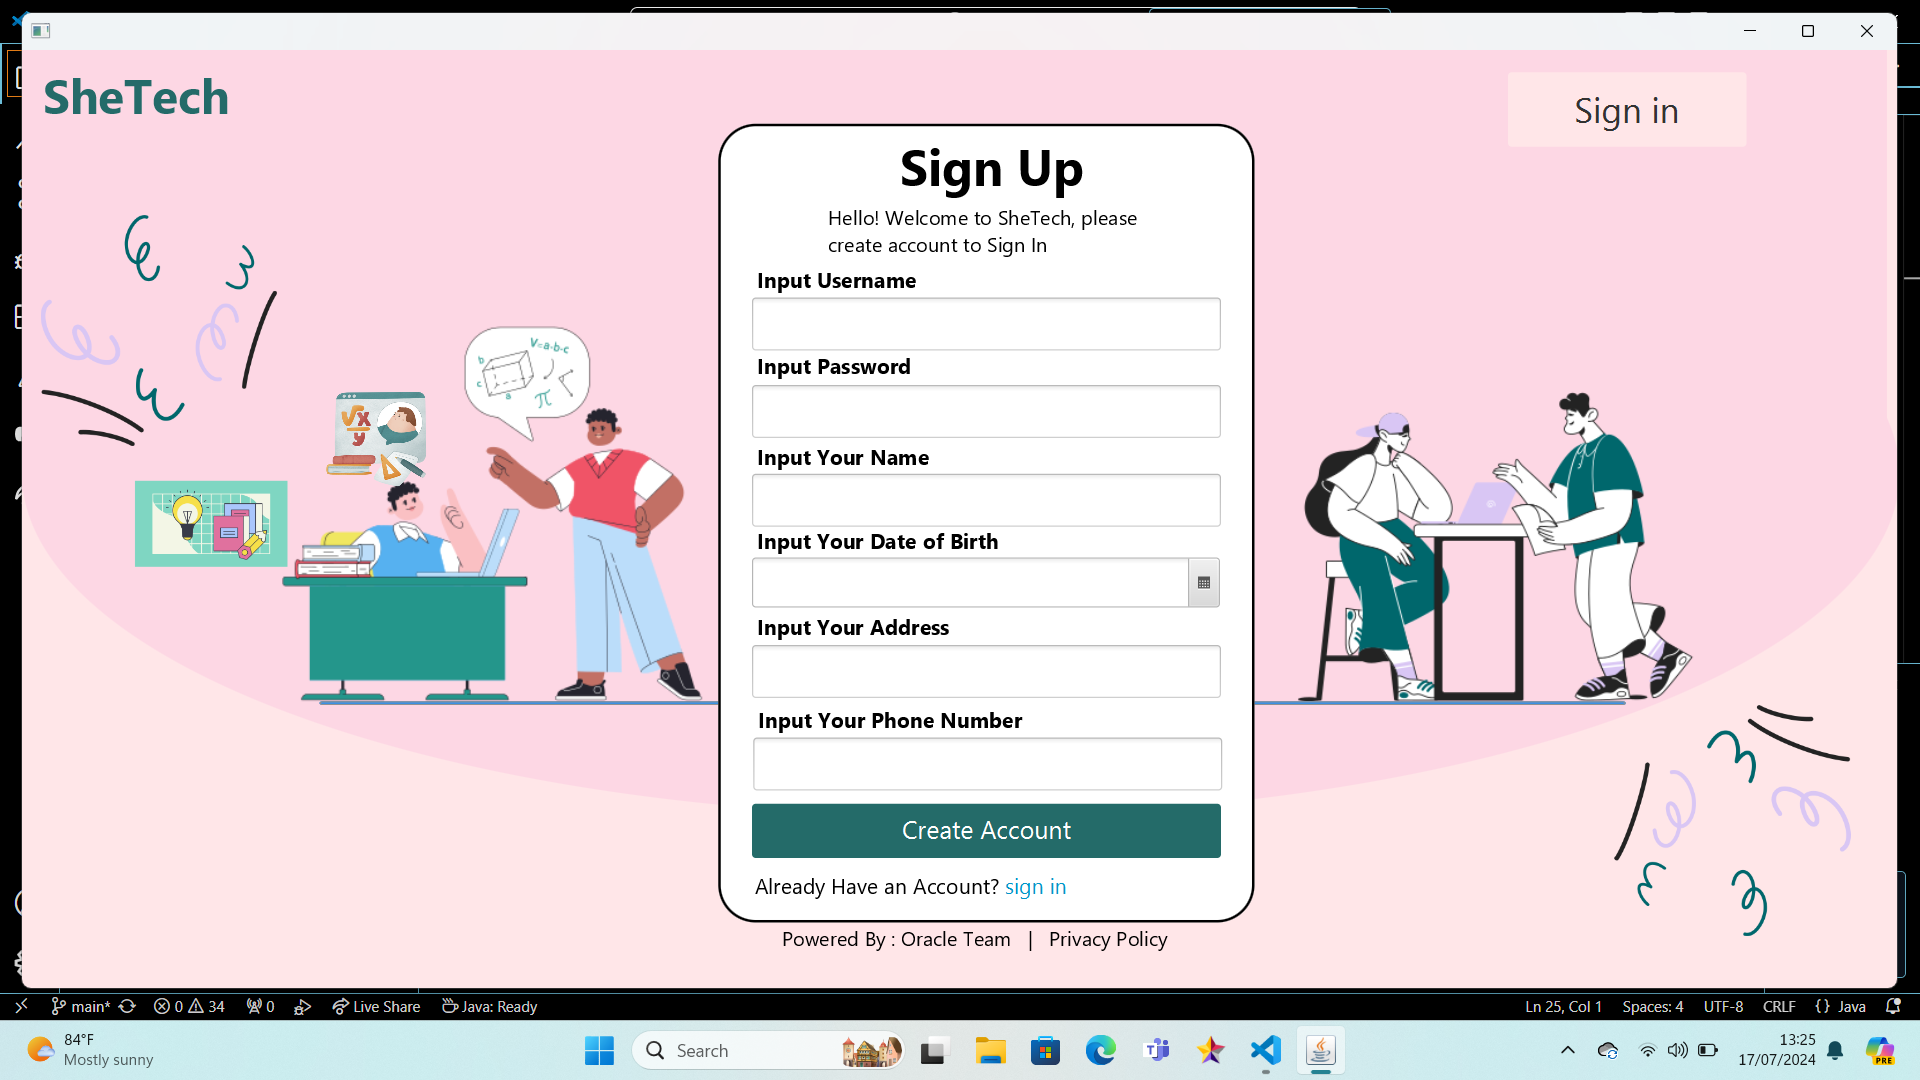 SheTech
Sign in
Sign Up
Hello! Welcome to SheTech, please
create account to Sign In
Input Username
Input Password
Input Your Name
Input Your Date of Birth
Input Your Address
Input Your Phone Number
Create Account
Already Have an Account? sign in
Powered By : Oracle Team | Privacy Policy
V=a·b·c
b
c
a
π
√x
y
main* 0 34 0 Live Share Java: Ready
Ln 25, Col 1 Spaces: 4 UTF-8 CRLF {} Java
84°F
Mostly sunny
Search
13:25
17/07/2024
PRE